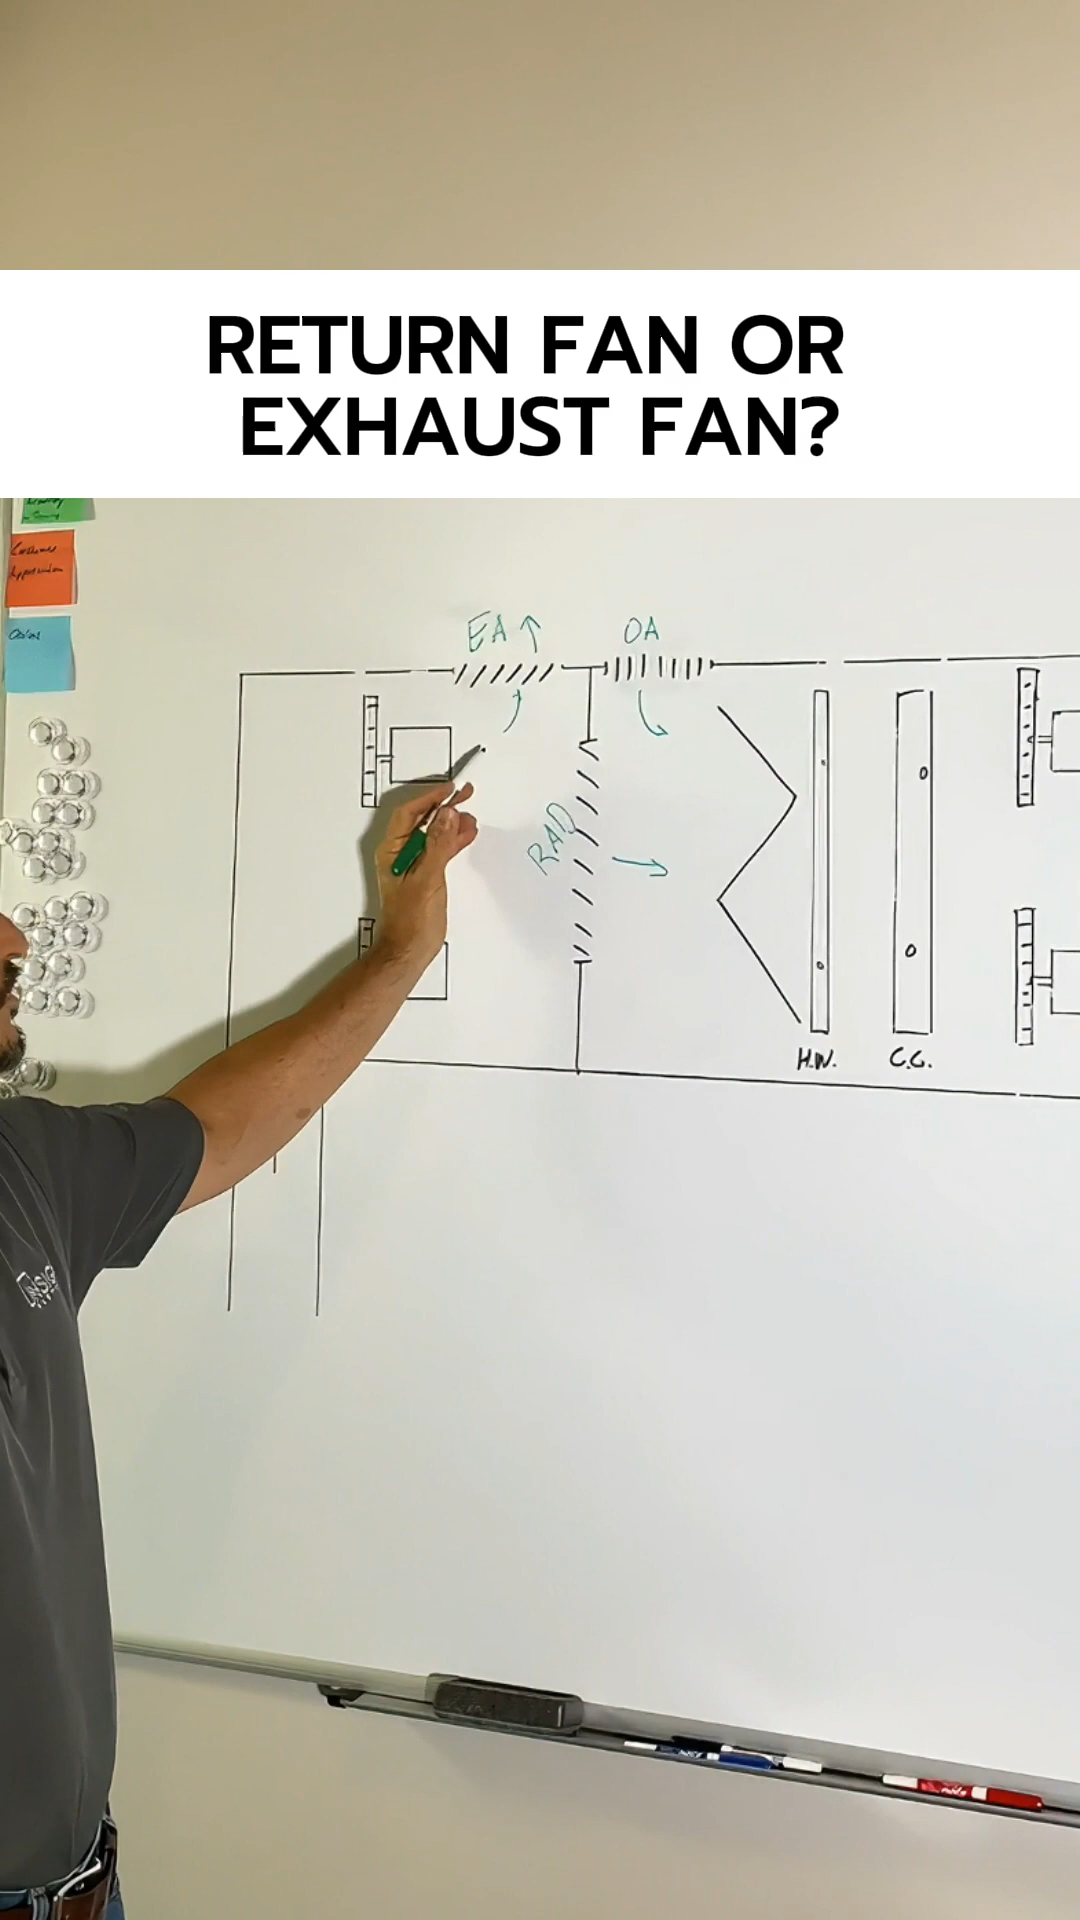 RETURN FAN OR
EXHAUST FAN?
EA
OA
RAD
H.W.
C.C.